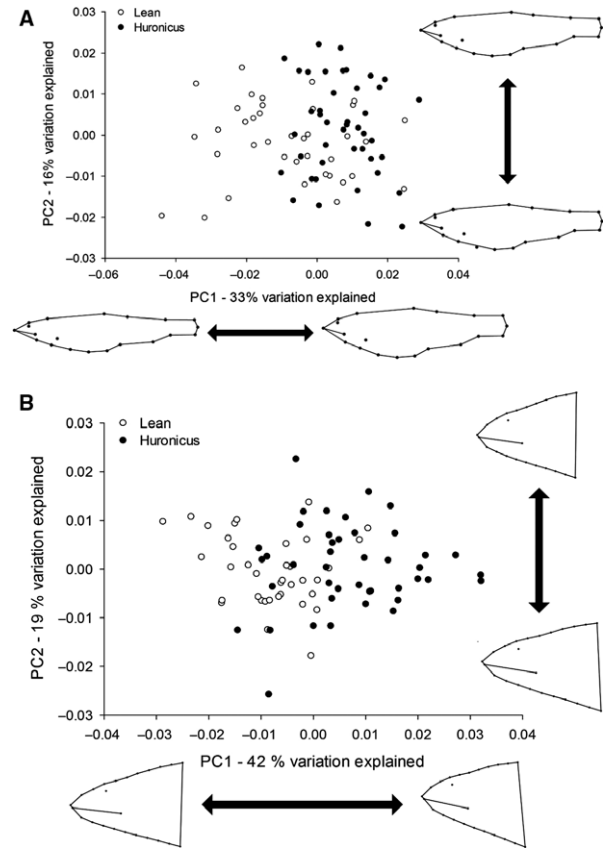 A
Lean
Huronicus
PC2 - 16% variation explained
0.03
0.02
0.01
0.00
–0.01
–0.02
–0.03
–0.06
–0.04
–0.02
0.00
0.02
0.04
PC1 - 33% variation explained
B
Lean
Huronicus
PC2 - 19 % variation explained
0.03
0.02
0.01
0.00
–0.01
–0.02
–0.03
–0.04
–0.03
–0.02
–0.01
0.00
0.01
0.02
0.03
0.04
PC1 - 42 % variation explained